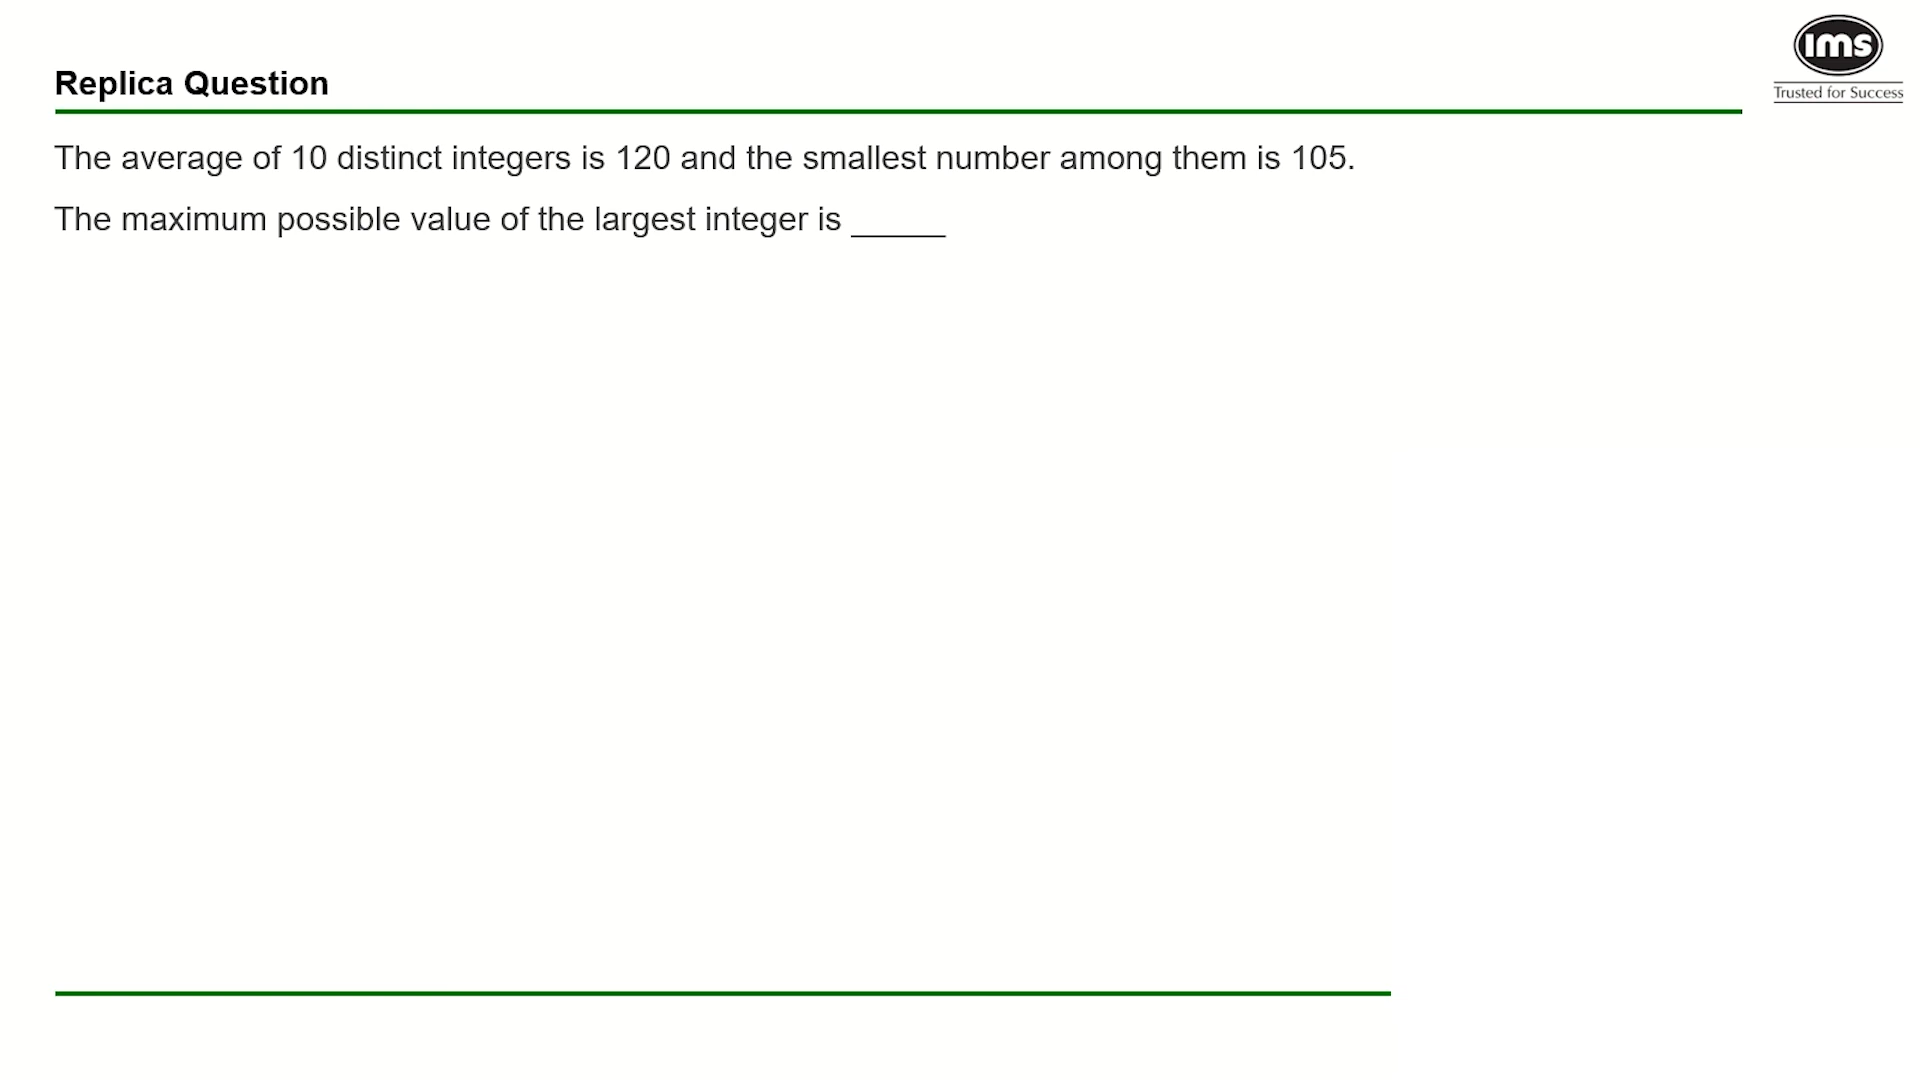 ims
Trusted for Success
Replica Question
The average of 10 distinct integers is 120 and the smallest number among them is 105.
The maximum possible value of the largest integer is _____